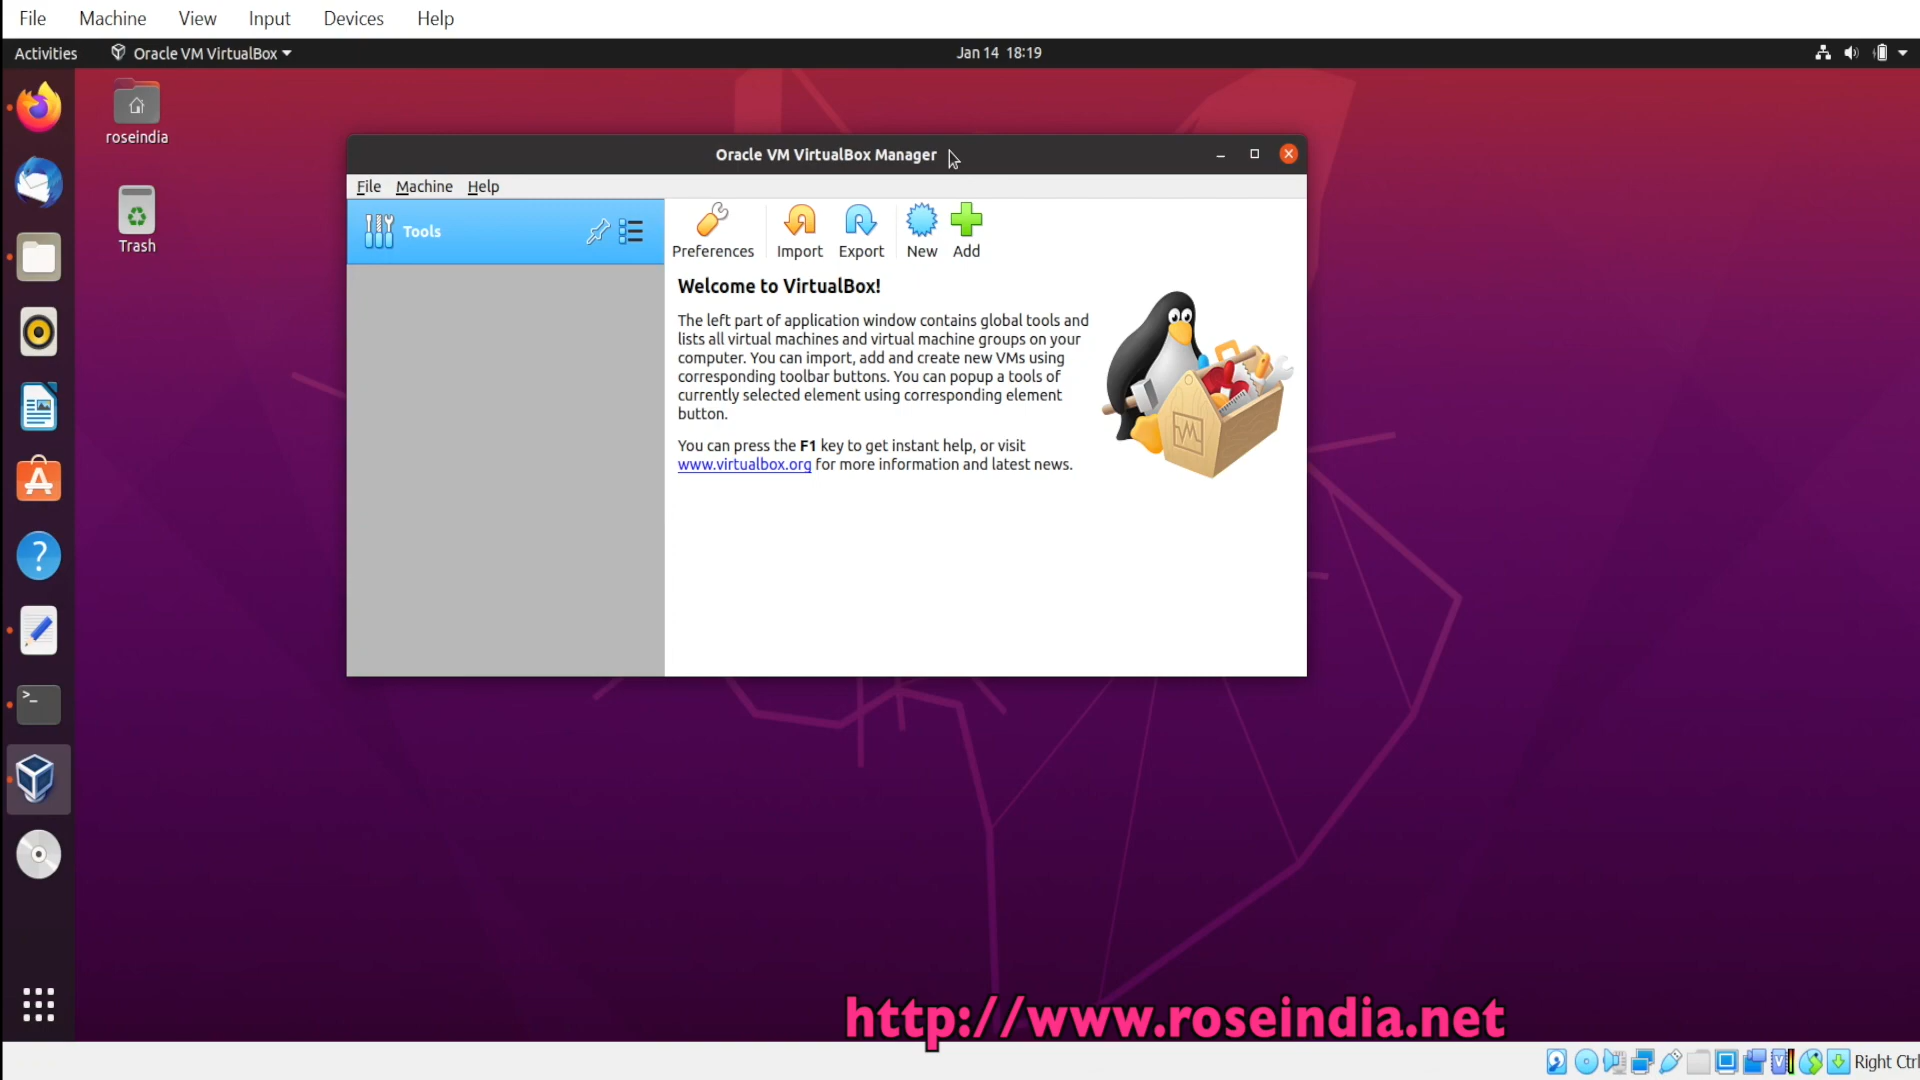 File Machine View Input Devices Help
Activities Oracle VM VirtualBox Jan 14 18:19
roseindia
Trash
Oracle VM VirtualBox Manager
File Machine Help
Tools
Preferences Import Export New Add
Welcome to VirtualBox!
The left part of application window contains global tools and
lists all virtual machines and virtual machine groups on your
computer. You can import, add and create new VMs using
corresponding toolbar buttons. You can popup a tools of
currently selected element using corresponding element
button.
You can press the F1 key to get instant help, or visit
www.virtualbox.org for more information and latest news.
http://www.roseindia.net
Right Ctrl